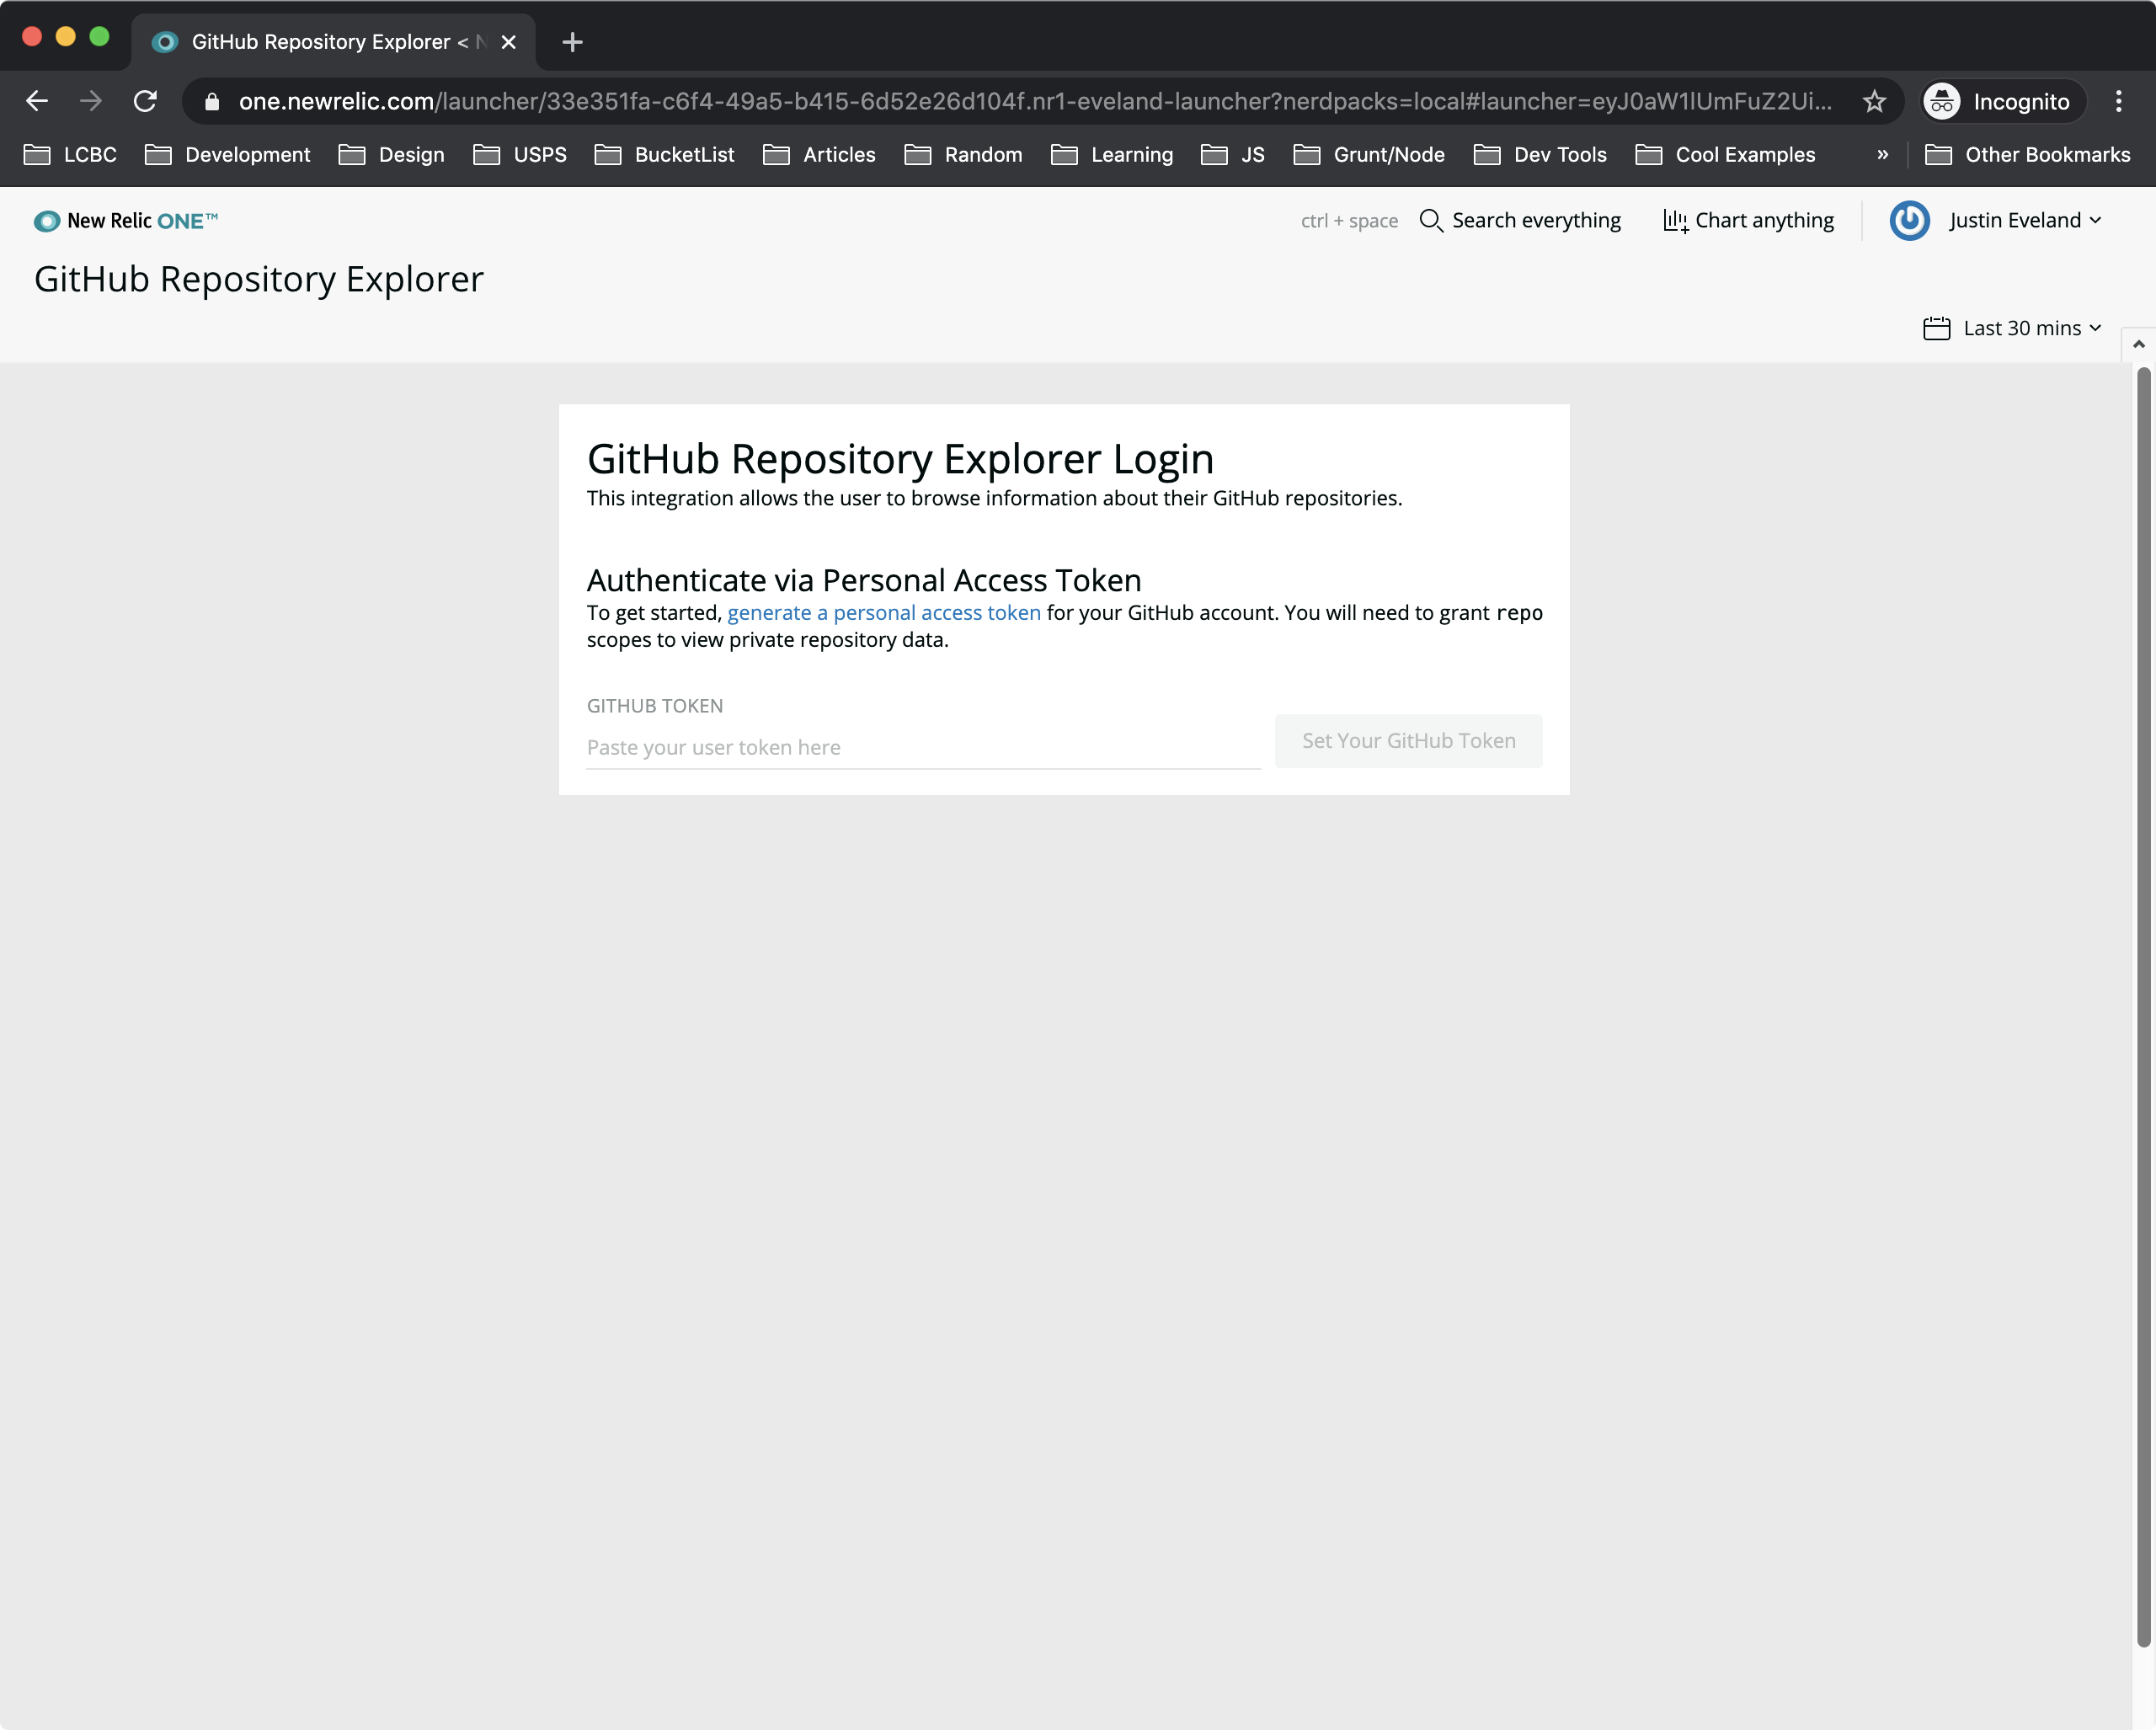 GitHub Repository Explorer <
one.newrelic.com/launcher/33e351fa-c6f4-49a5-b415-6d52e26d104f.nr1-eveland-launcher?nerdpacks=local#launcher=eyJ0aW1lUmFuZ2Ui... Incognito
LCBC Development Design USPS BucketList Articles Random Learning JS Grunt/Node Dev Tools Cool Examples » Other Bookmarks
New Relic ONE™ ctrl + space Search everything Chart anything Justin Eveland
GitHub Repository Explorer
Last 30 mins
GitHub Repository Explorer Login
This integration allows the user to browse information about their GitHub repositories.
Authenticate via Personal Access Token
To get started, generate a personal access token for your GitHub account. You will need to grant repo
scopes to view private repository data.
GITHUB TOKEN
Paste your user token here
Set Your GitHub Token